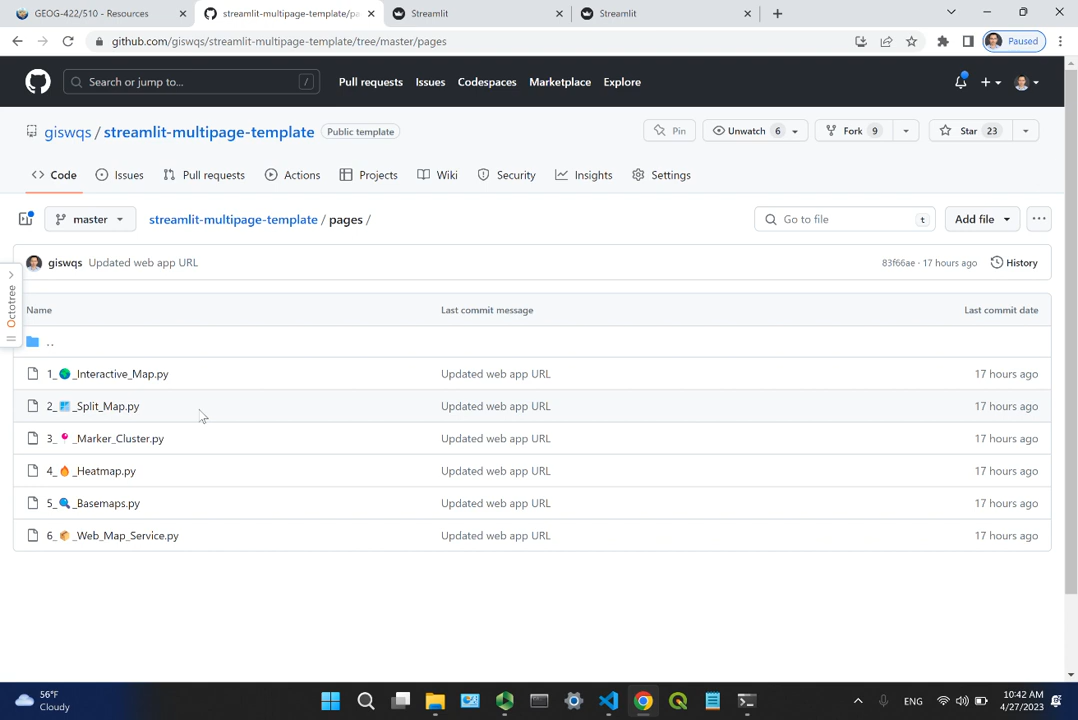 GEOG-422/510 - Resources
streamlit-multipage-template/pa
Streamlit
Streamlit
github.com/giswqs/streamlit-multipage-template/tree/master/pages
Paused
Search or jump to...
/
Pull requests
Issues
Codespaces
Marketplace
Explore
giswqs / streamlit-multipage-template
Public template
Pin
Unwatch 6
Fork 9
Star 23
Code
Issues
Pull requests
Actions
Projects
Wiki
Security
Insights
Settings
master
streamlit-multipage-template / pages /
Go to file
t
Add file
giswqs Updated web app URL
83f66ae · 17 hours ago
History
Octotree
Name
Last commit message
Last commit date
..
1_🌎_Interactive_Map.py
Updated web app URL
17 hours ago
2_🪟_Split_Map.py
Updated web app URL
17 hours ago
3_📍_Marker_Cluster.py
Updated web app URL
17 hours ago
4_🔥_Heatmap.py
Updated web app URL
17 hours ago
5_🔍_Basemaps.py
Updated web app URL
17 hours ago
6_📦_Web_Map_Service.py
Updated web app URL
17 hours ago
56°F
Cloudy
ENG
10:42 AM
4/27/2023